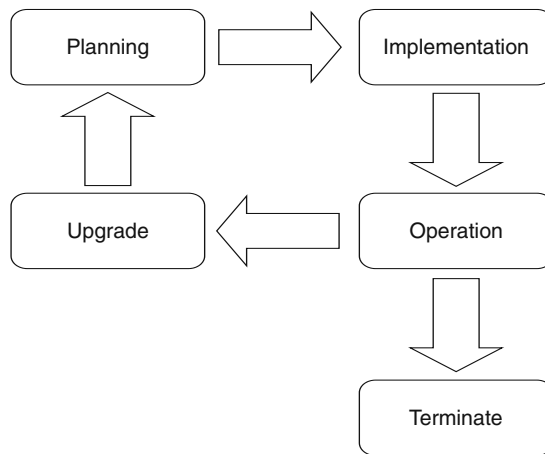 Planning
Implementation
Upgrade
Operation
Terminate